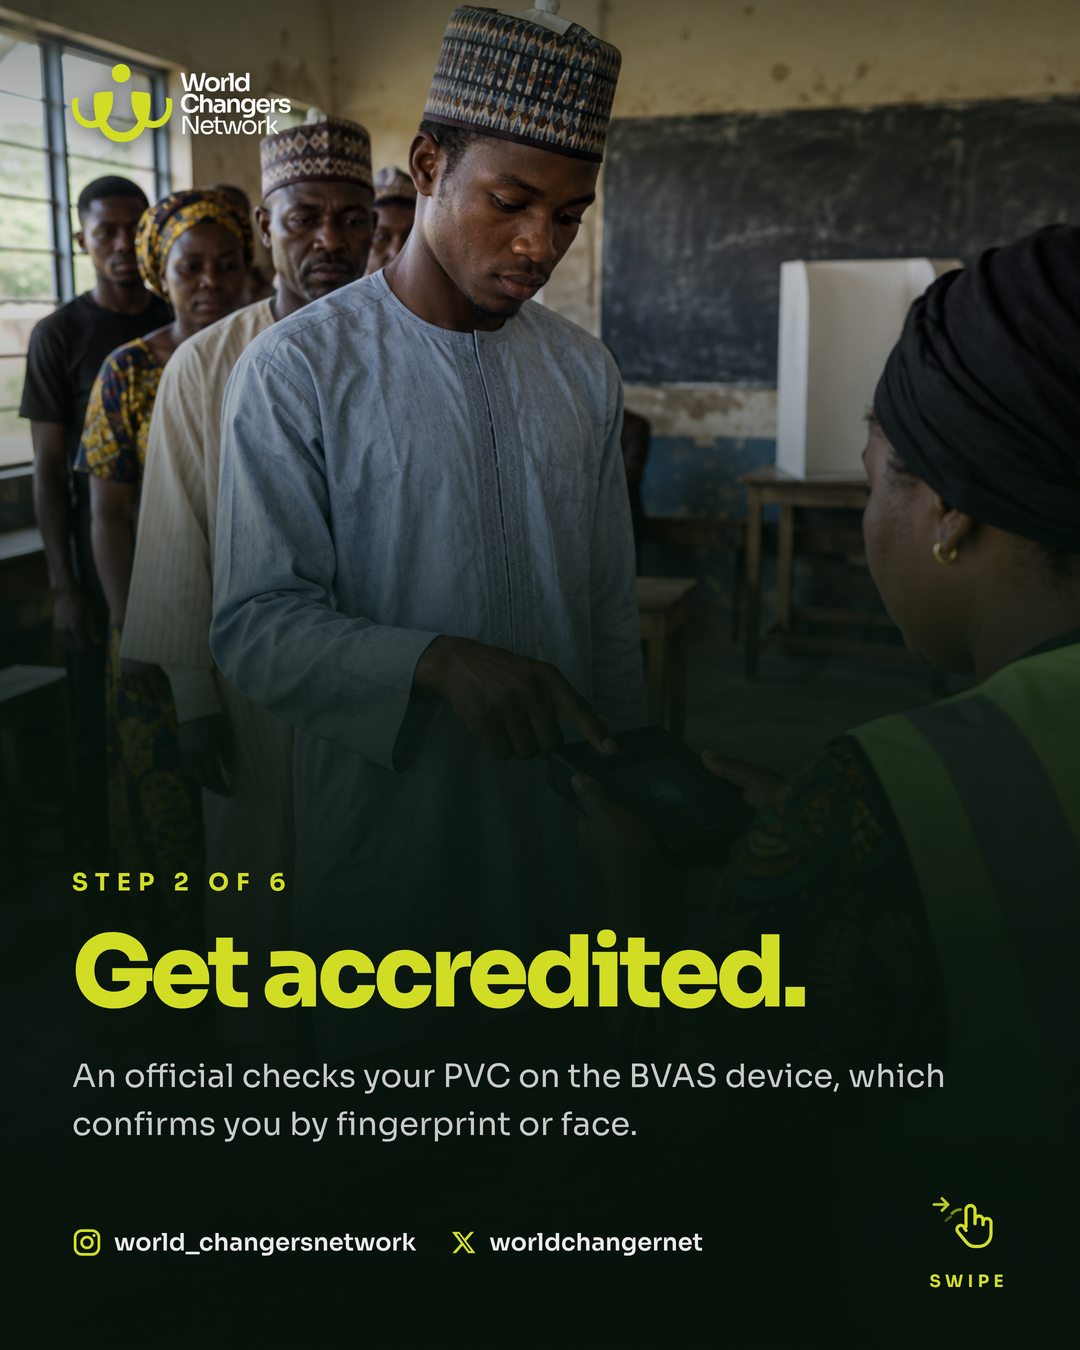 World
Changers
Network
STEP 2 OF 6
Get accredited.
An official checks your PVC on the BVAS device, which
confirms you by fingerprint or face.
world_changersnetwork
worldchangernet
SWIPE